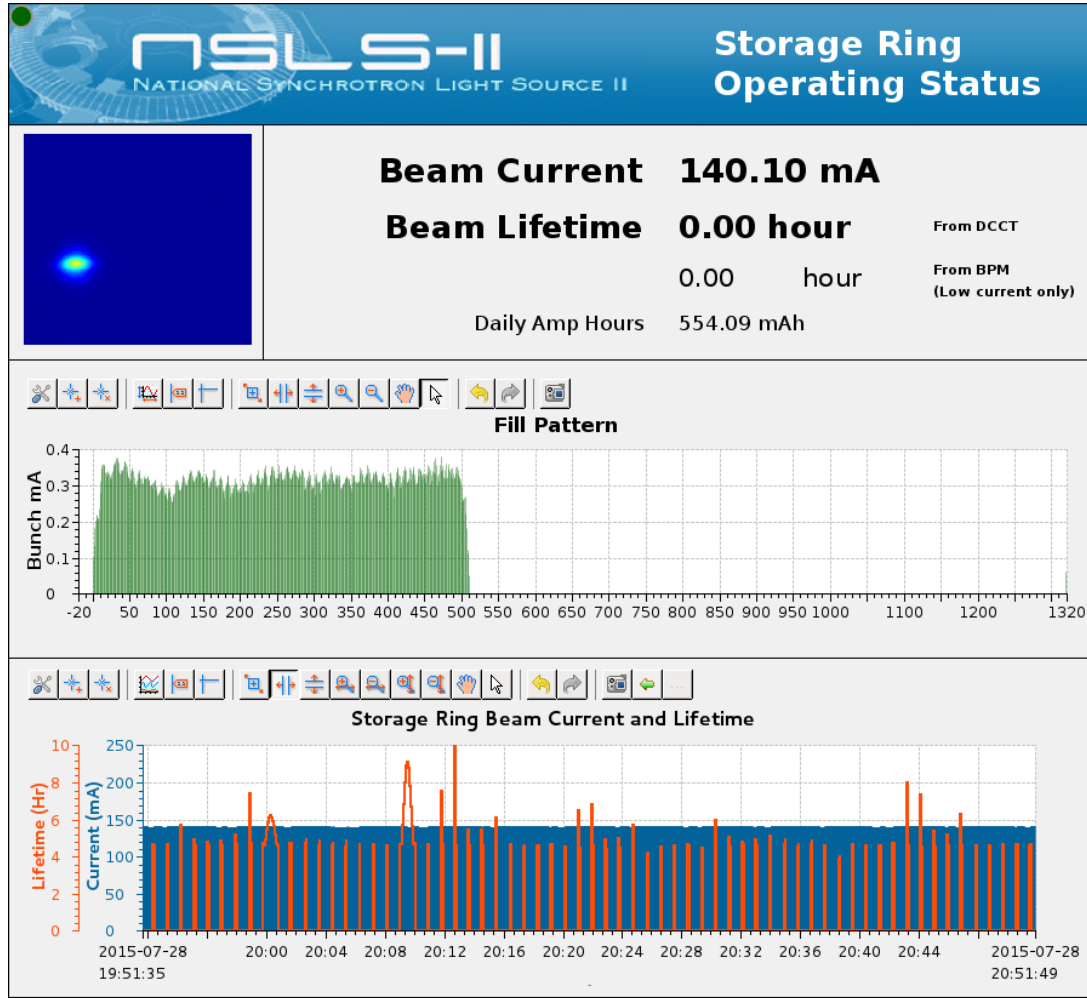 NSLS-II
NATIONAL SYNCHROTRON LIGHT SOURCE II
Storage Ring
Operating Status
Beam Current 140.10 mA
Beam Lifetime 0.00 hour From DCCT
0.00 hour From BPM
(Low current only)
Daily Amp Hours 554.09 mAh
Fill Pattern
Bunch mA
0.4
0.3
0.2
0.1
0
-20 50 100 150 200 250 300 350 400 450 500 550 600 650 700 750 800 850 900 950 1000 1100 1200 1320
Storage Ring Beam Current and Lifetime
Lifetime (Hr)
10
8
6
4
2
0
Current (mA)
250
200
150
100
50
0
2015-07-28 20:00 20:04 20:08 20:12 20:16 20:20 20:24 20:28 20:32 20:36 20:40 20:44 2015-07-28
19:51:35 20:51:49